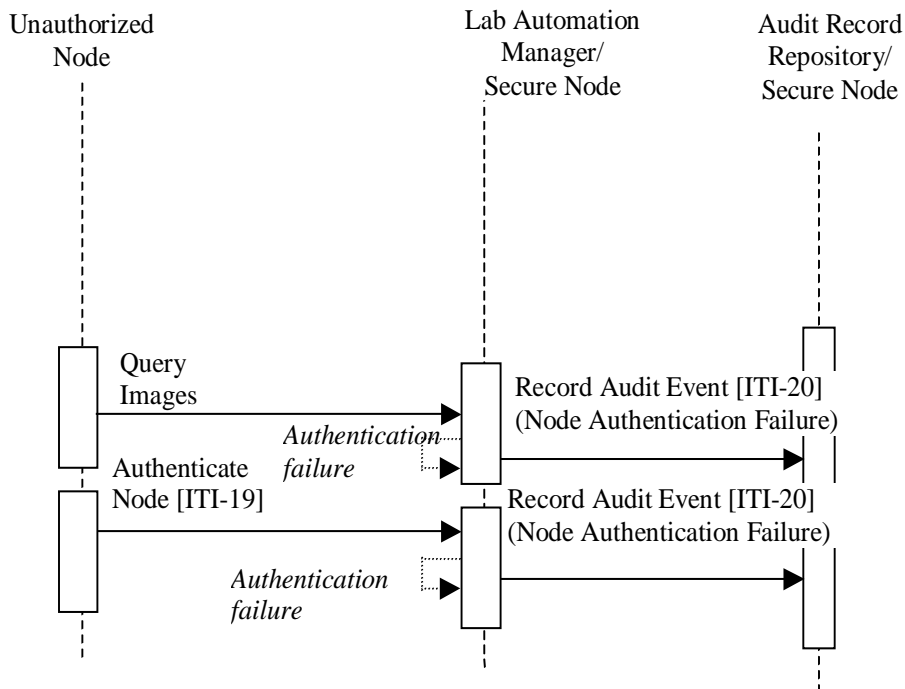 Unauthorized
Node
Lab Automation
Manager/
Secure Node
Audit Record
Repository/
Secure Node
Query
Images
Record Audit Event [ITI-20]
(Node Authentication Failure)
Authentication
failure
Authenticate
Node [ITI-19]
Record Audit Event [ITI-20]
(Node Authentication Failure)
Authentication
failure